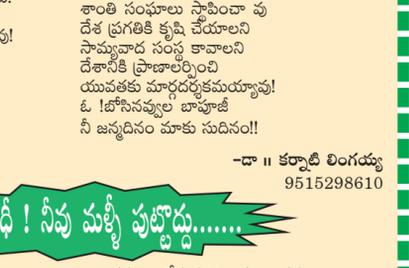 శాంతి సంఘాలు స్థాపించా వు
దేశ ప్రగతికి కృషి చేయాలని
వు!
సామ్యవాద సంస్థ కావాలని
దేశానికి ప్రాణాలర్పించి
యువతకు మార్గదర్శకమయ్యావు!
ఓ !బోసినవ్వుల బాపూజీ
నీ జన్మదినం మాకు సుదినం!!
-డా ॥ కర్నాటి లింగయ్య
9515298610
ధీ ! నీవు మళ్ళీ పుట్టొద్దు.......